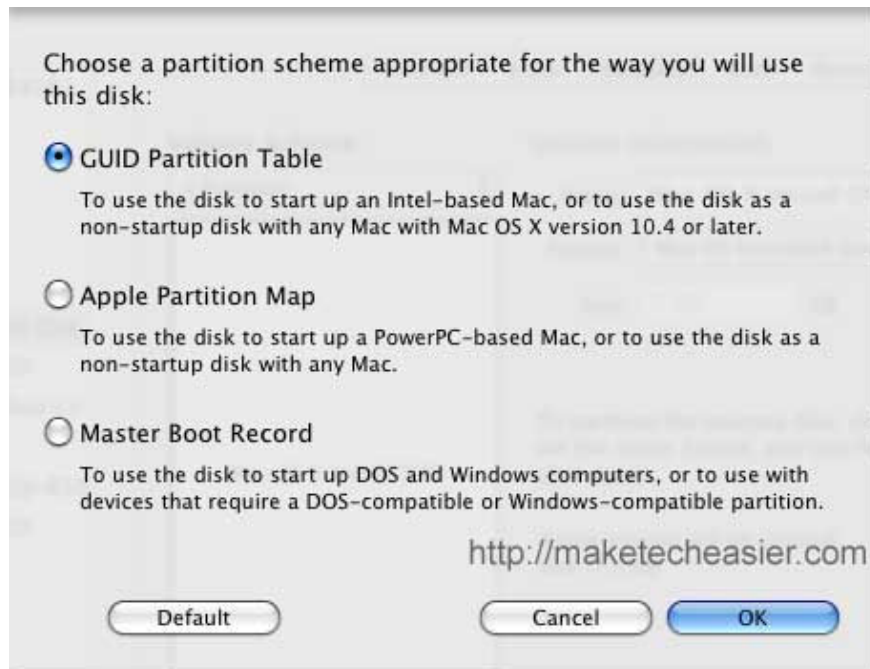 Choose a partition scheme appropriate for the way you will use
this disk:
GUID Partition Table
To use the disk to start up an Intel-based Mac, or to use the disk as a
non-startup disk with any Mac with Mac OS X version 10.4 or later.
Apple Partition Map
To use the disk to start up a PowerPC-based Mac, or to use the disk as a
non-startup disk with any Mac.
Master Boot Record
To use the disk to start up DOS and Windows computers, or to use with
devices that require a DOS-compatible or Windows-compatible partition.
http://maketecheasier.com
Default Cancel OK